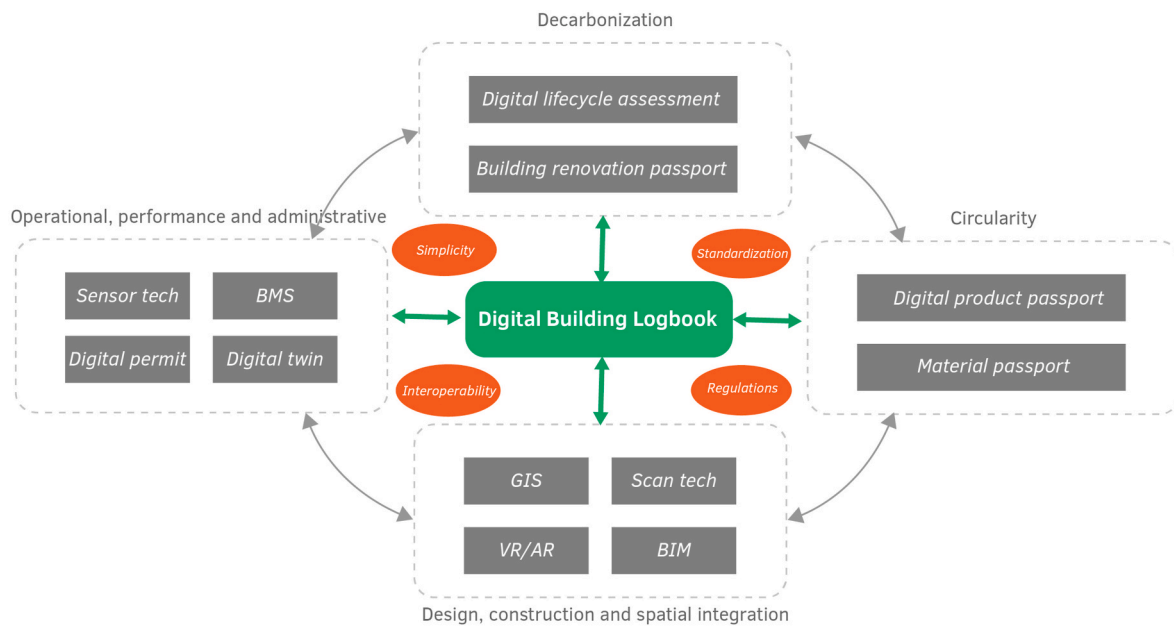 Decarbonization
Digital lifecycle assessment
Building renovation passport
Operational, performance and administrative
Circularity
Simplicity
Standardization
Sensor tech
BMS
Digital permit
Digital twin
Digital Building Logbook
Digital product passport
Material passport
Interoperability
Regulations
GIS
Scan tech
VR/AR
BIM
Design, construction and spatial integration